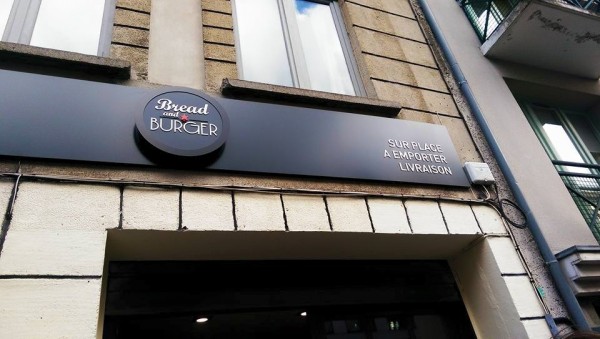 Bread
and
BURGER
SUR PLACE
À EMPORTER
LIVRAISON